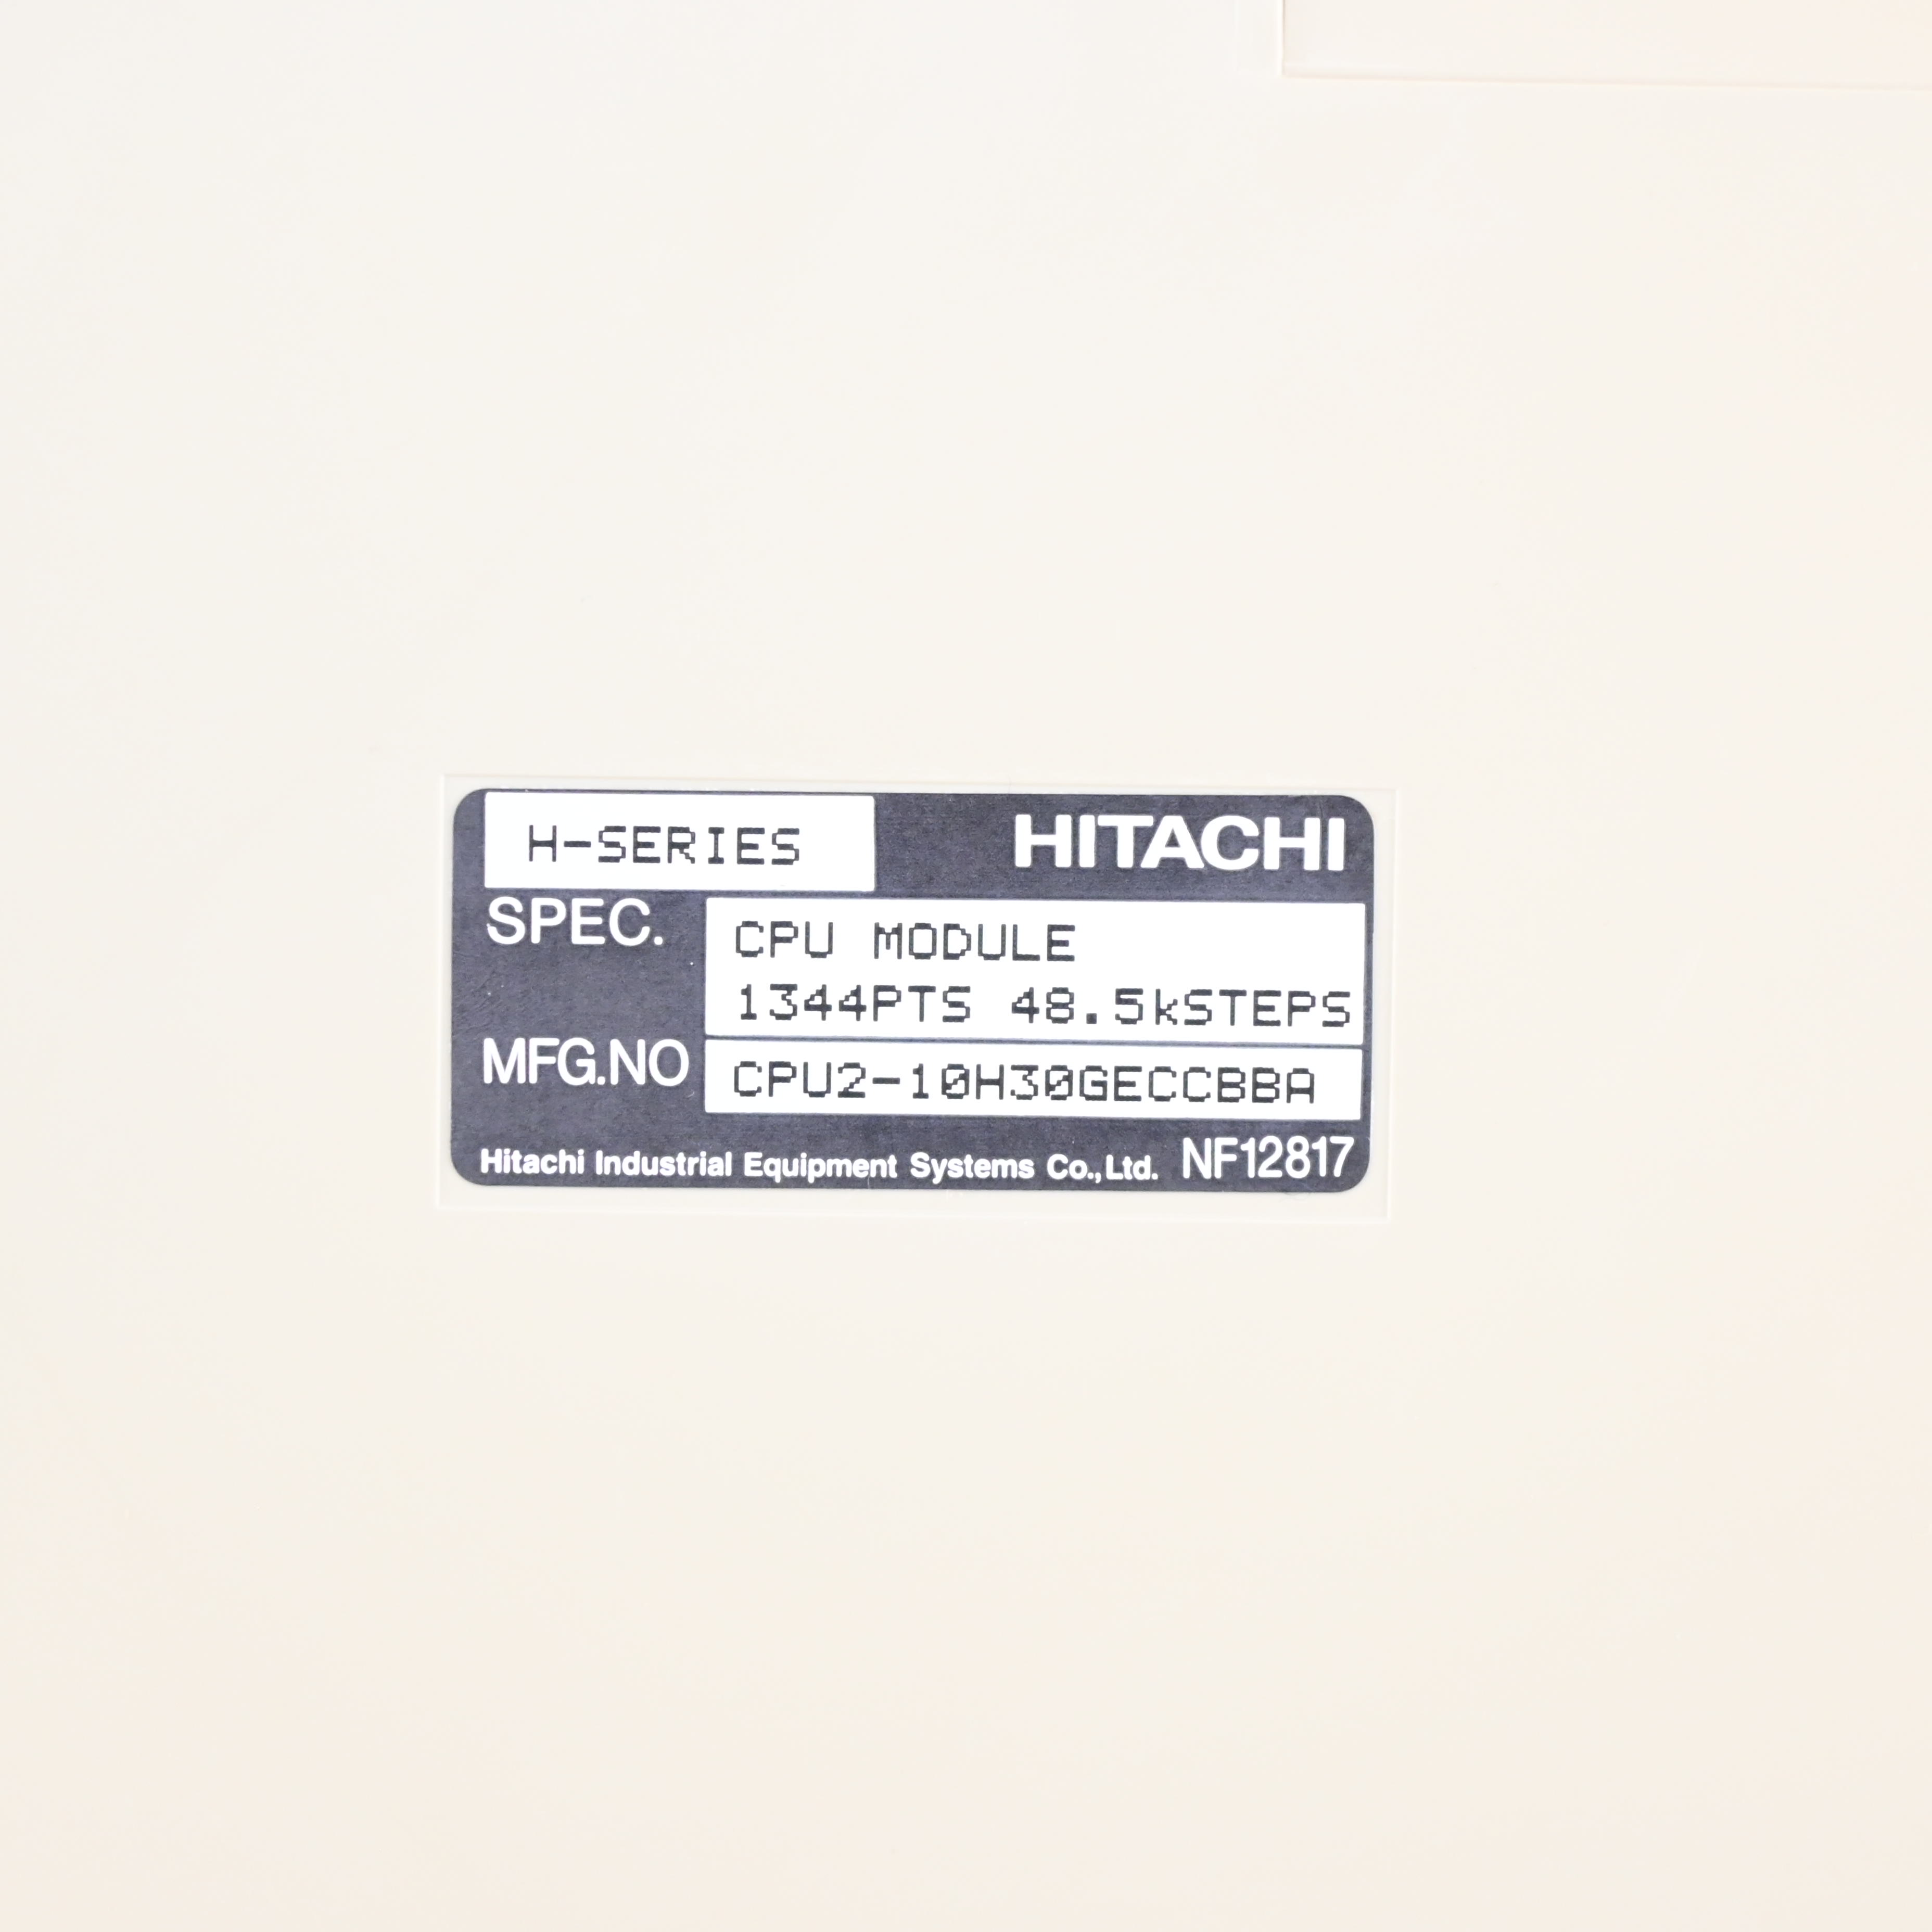 H-SERIES HITACHI
SPEC. CPU MODULE
1344PTS 48.5kSTEPS
MFG.NO CPU2-10H30GECCBBA
Hitachi Industrial Equipment Systems Co.,Ltd. NF12817